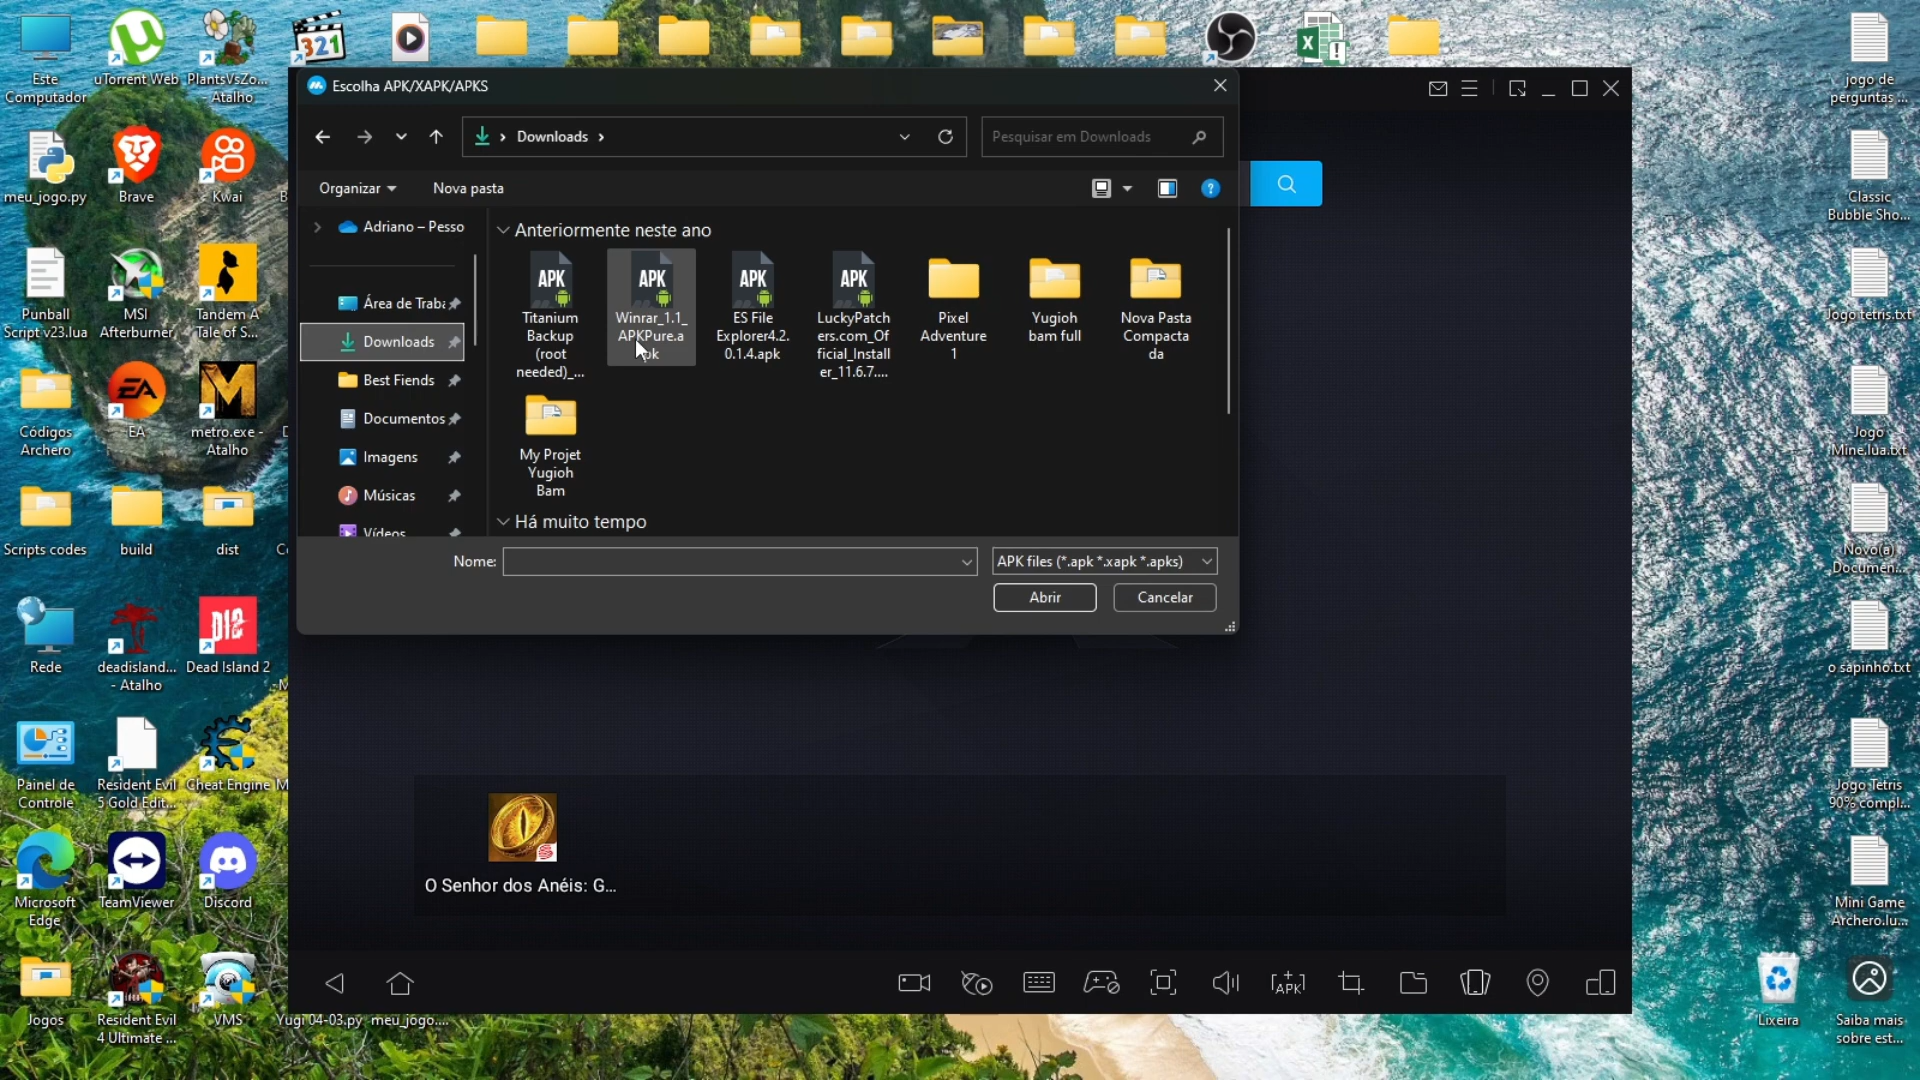 Este
Computador
uTorrent Web
PlantsVsZo...
- Atalho
321
jogo de
perguntas ...
Escolha APK/XAPK/APKS
Downloads
Pesquisar em Downloads
Organizar
Nova pasta
Adriano – Pesso
Área de Traba
Downloads
Best Fiends
Documentos
Imagens
Músicas
Vídeos
Anteriormente neste ano
APK
Titanium
Backup
(root
needed)_...
APK
Winrar_1.1_
APKPure.a
pk
APK
ES File
Explorer4.2.
0.1.4.apk
APK
LuckyPatch
ers.com_Of
ficial_Install
er_11.6.7....
Pixel
Adventure
1
Yugioh
bam full
Nova Pasta
Compacta
da
My Projet
Yugioh
Bam
Há muito tempo
Nome:
APK files (*.apk *.xapk *.apks)
Abrir
Cancelar
meu_jogo.py
Brave
Kwai
Classic
Bubble Sho...
Punball
Script v23.lua
MSI
Afterburner
Tandem A
Tale of S...
Jogo tetris.txt
Códigos
Archero
EA
EA
metro.exe -
Atalho
Jogo
Mine.lua.txt
Scripts codes
build
dist
Novo(a)
Documen...
Rede
deadisland...
- Atalho
DI2
Dead Island 2
o sapinho.txt
Painel de
Controle
Resident Evil
5 Gold Edit...
Cheat Engine
Jogo Tetris
90% compl...
Microsoft
Edge
TeamViewer
Discord
O Senhor dos Anéis: G...
Mini Game
Archero.lu...
APK
Jogos
Resident Evil
4 Ultimate ...
VMS
Yugi 04-03.py
meu_jogo....
Lixeira
Saiba mais
sobre est...